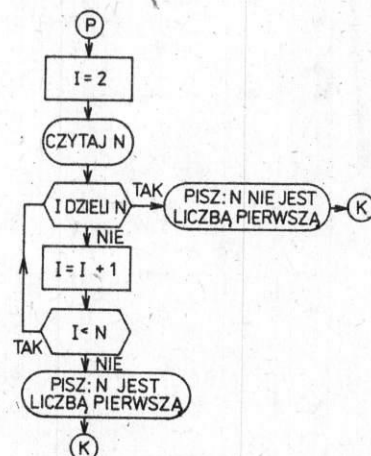 P
I = 2
CZYTAJ N
I DZIELI N
TAK
PISZ: N NIE JEST
LICZBĄ PIERWSZĄ
K
NIE
I = I + 1
I < N
TAK
NIE
PISZ: N JEST
LICZBĄ PIERWSZĄ
K